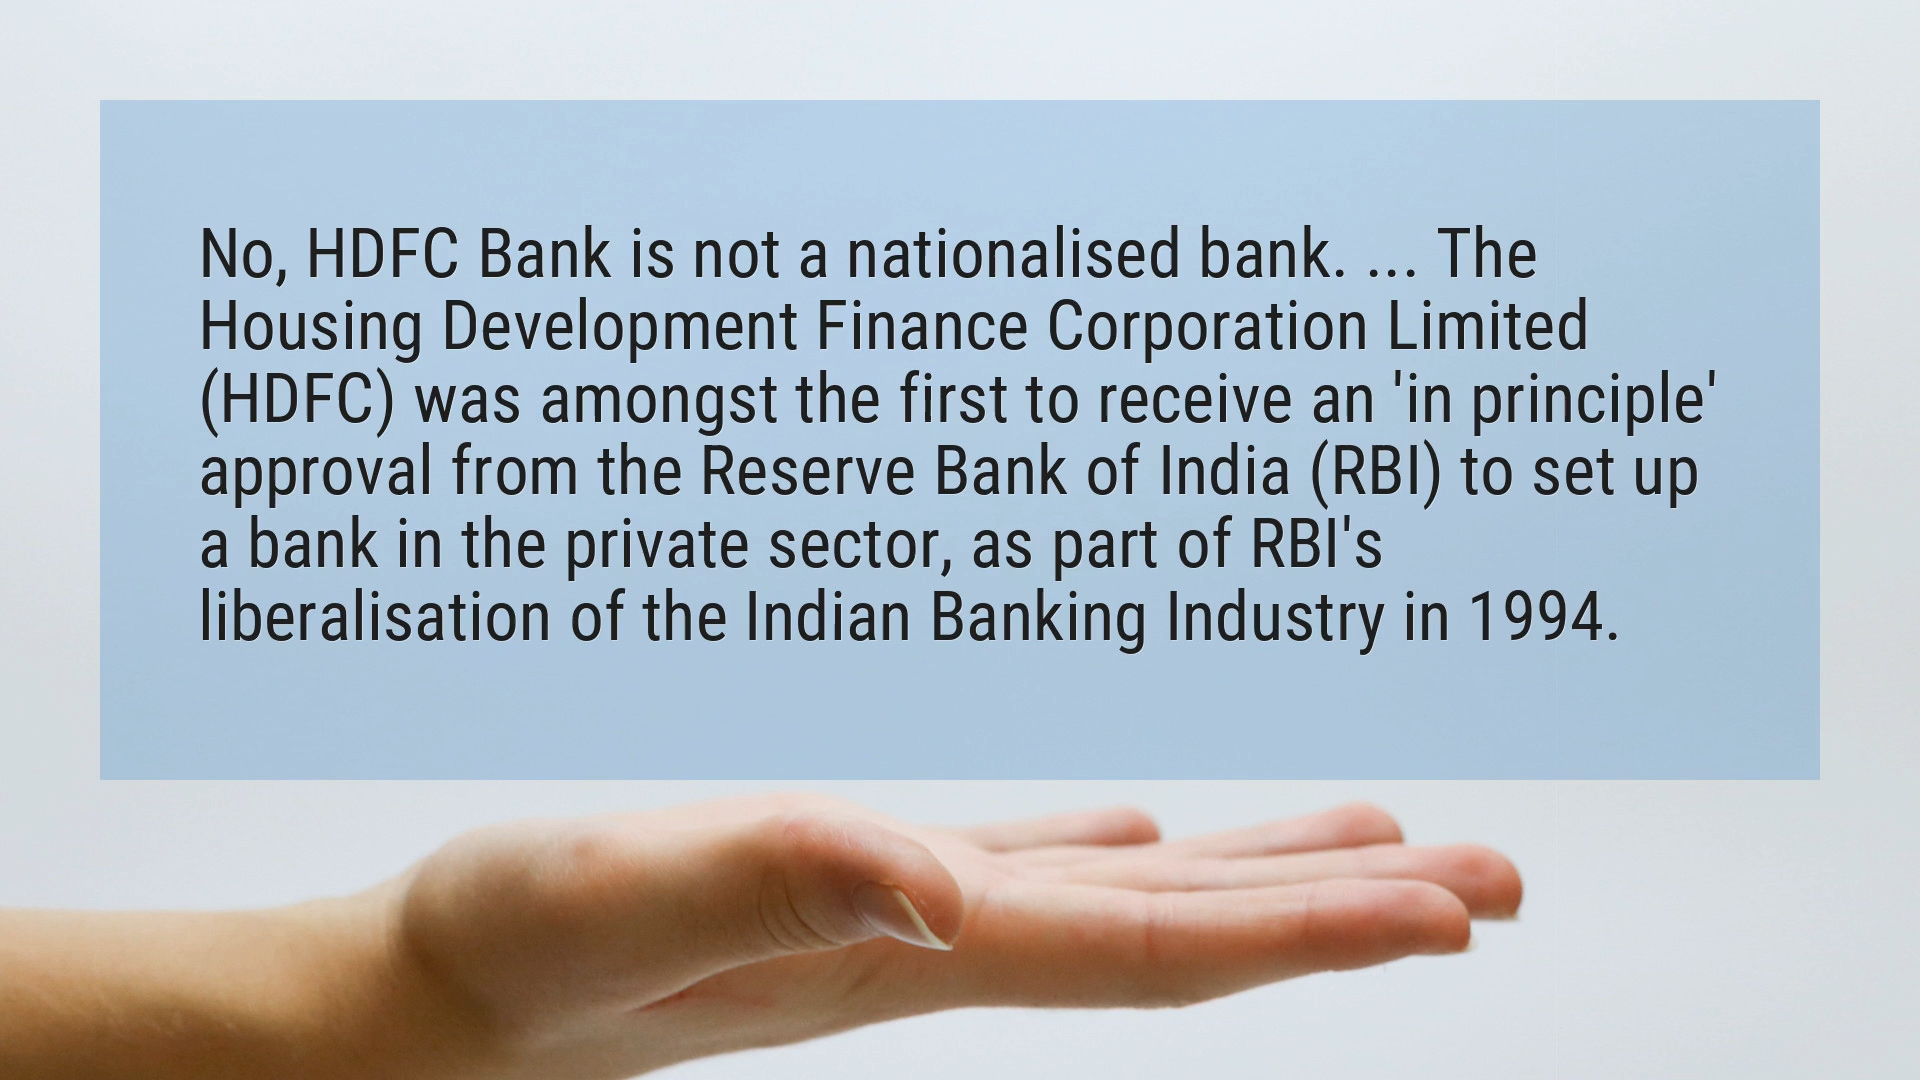 No, HDFC Bank is not a nationalised bank. ... The
Housing Development Finance Corporation Limited
(HDFC) was amongst the first to receive an 'in principle'
approval from the Reserve Bank of India (RBI) to set up
a bank in the private sector, as part of RBI's
liberalisation of the Indian Banking Industry in 1994.